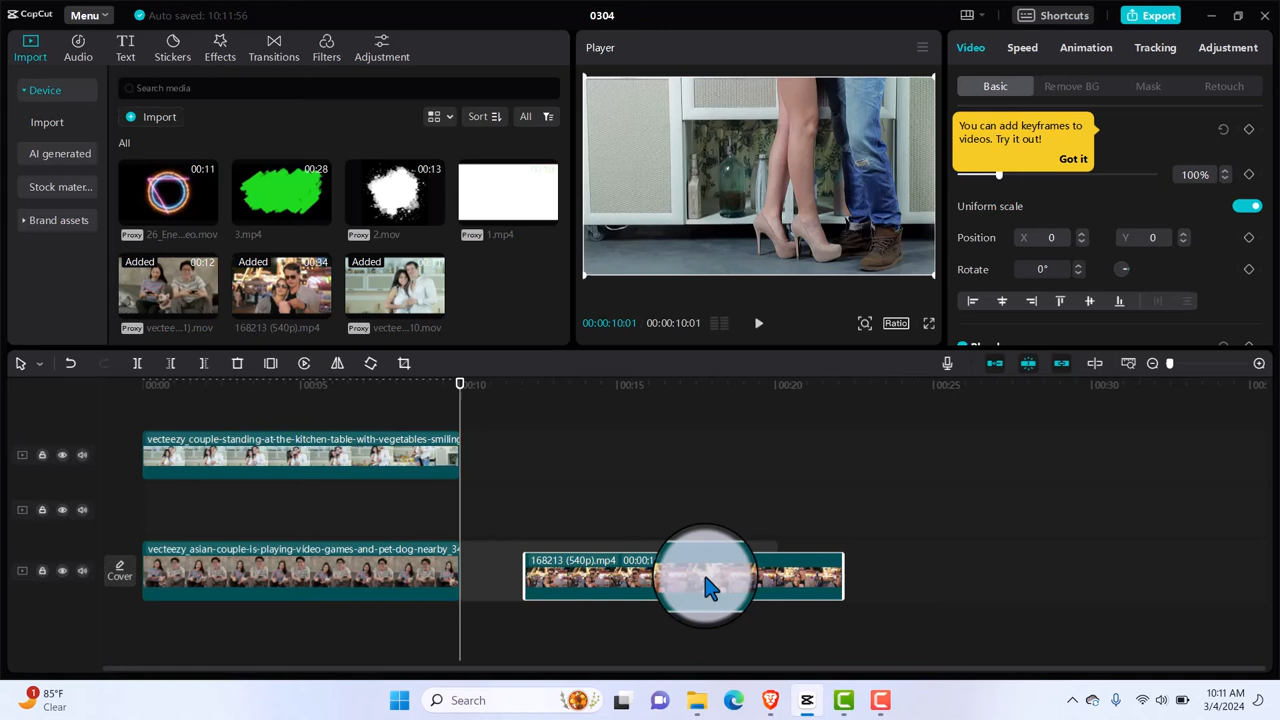 CapCut
Menu
Auto saved: 10:11:56
0304
Shortcuts
Export
Import
Audio
Text
Stickers
Effects
Transitions
Filters
Adjustment
Device
Import
AI generated
Stock mater...
Brand assets
Search media
Import
Sort
All
All
00:11
00:28
00:13
Proxy 26_Ene...eo.mov
3.mp4
Proxy 2.mov
Proxy 1.mp4
Added 00:12
Added 00:34
Added
Proxy vectee...1).mov
168213 (540p).mp4
Proxy vectee...10.mov
Player
00:00:10:01
00:00:10:01
Ratio
Video
Speed
Animation
Tracking
Adjustment
Basic
Remove BG
Mask
Retouch
You can add keyframes to
videos. Try it out!
Got it
100%
Uniform scale
Position
X 0
Y 0
Rotate
0°
00:00
00:05
00:10
00:15
00:20
00:25
00:30
vecteezy_couple-standing-at-the-kitchen-table-with-vegetables-smiling
Cover
vecteezy_asian-couple-is-playing-video-games-and-pet-dog-nearby_34
168213 (540p).mp4 00:00:1
1
85°F
Clear
Search
10:11 AM
3/4/2024